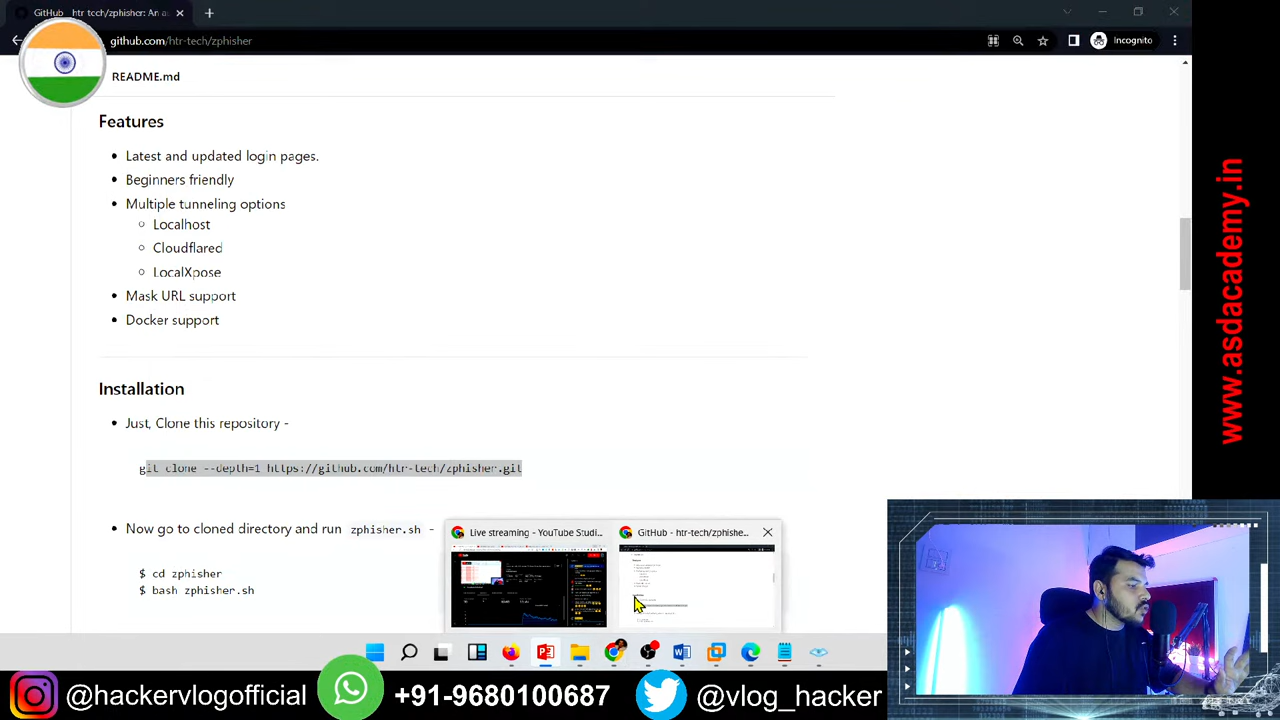 GitHub - htr-tech/zphisher: An au
github.com/htr-tech/zphisher
Incognito
README.md
Features
Latest and updated login pages.
Beginners friendly
Multiple tunneling options
Localhost
Cloudflared
LocalXpose
Mask URL support
Docker support
Installation
Just, Clone this repository -
git clone --depth=1 https://github.com/htr-tech/zphisher.git
Now go to cloned directory and run zphisher.sh -
$ cd zphisher
$ bash zphisher.sh
Live streaming - YouTube Studi...
GitHub - htr-tech/zphishe...
www.asdacademy.in
@hackervlogofficial
+91-9680100687
@vlog_hacker